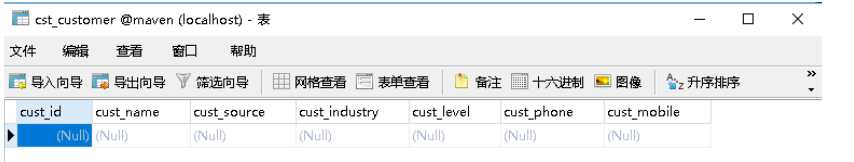 cst_customer @maven (localhost) - 表
文件 编辑 查看 窗口 帮助
导入向导 导出向导 筛选向导 网格查看 表单查看 备注 十六进制 图像 升序排序
cust_id cust_name cust_source cust_industry cust_level cust_phone cust_mobile
(Null) (Null) (Null) (Null) (Null) (Null) (Null)